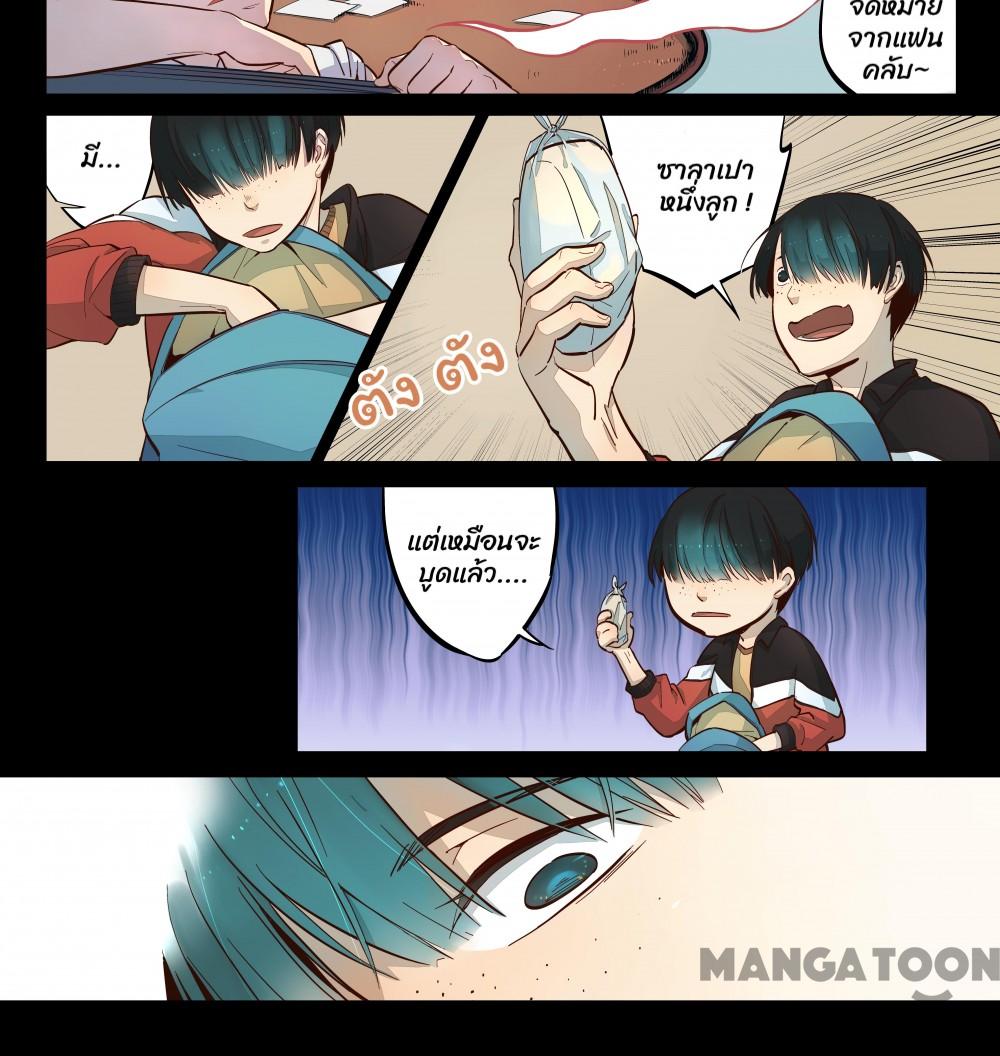 จดหมาย
จากแฟน
คลับ~
มี...
ซาลาเปา
หนึ่งลูก !
ตัง ตัง
แต่เหมือนจะ
บูดแล้ว....
MANGATOON